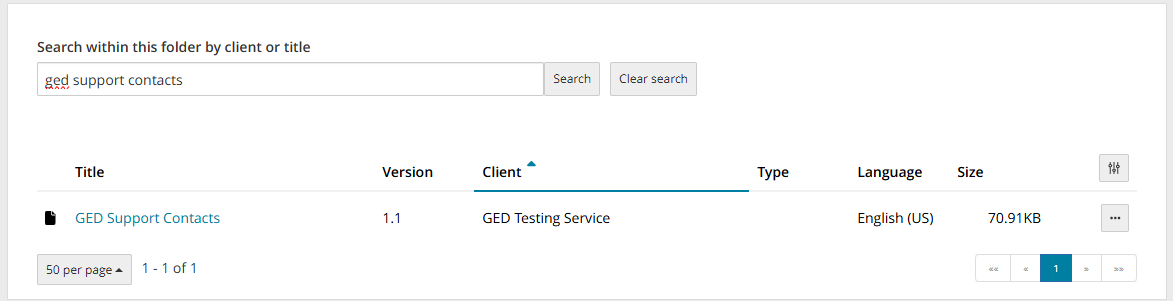 Search within this folder by client or title
ged support contacts Search Clear search
Title Version Client Type Language Size
GED Support Contacts 1.1 GED Testing Service English (US) 70.91KB ...
50 per page 1 - 1 of 1 «« « 1 » »»